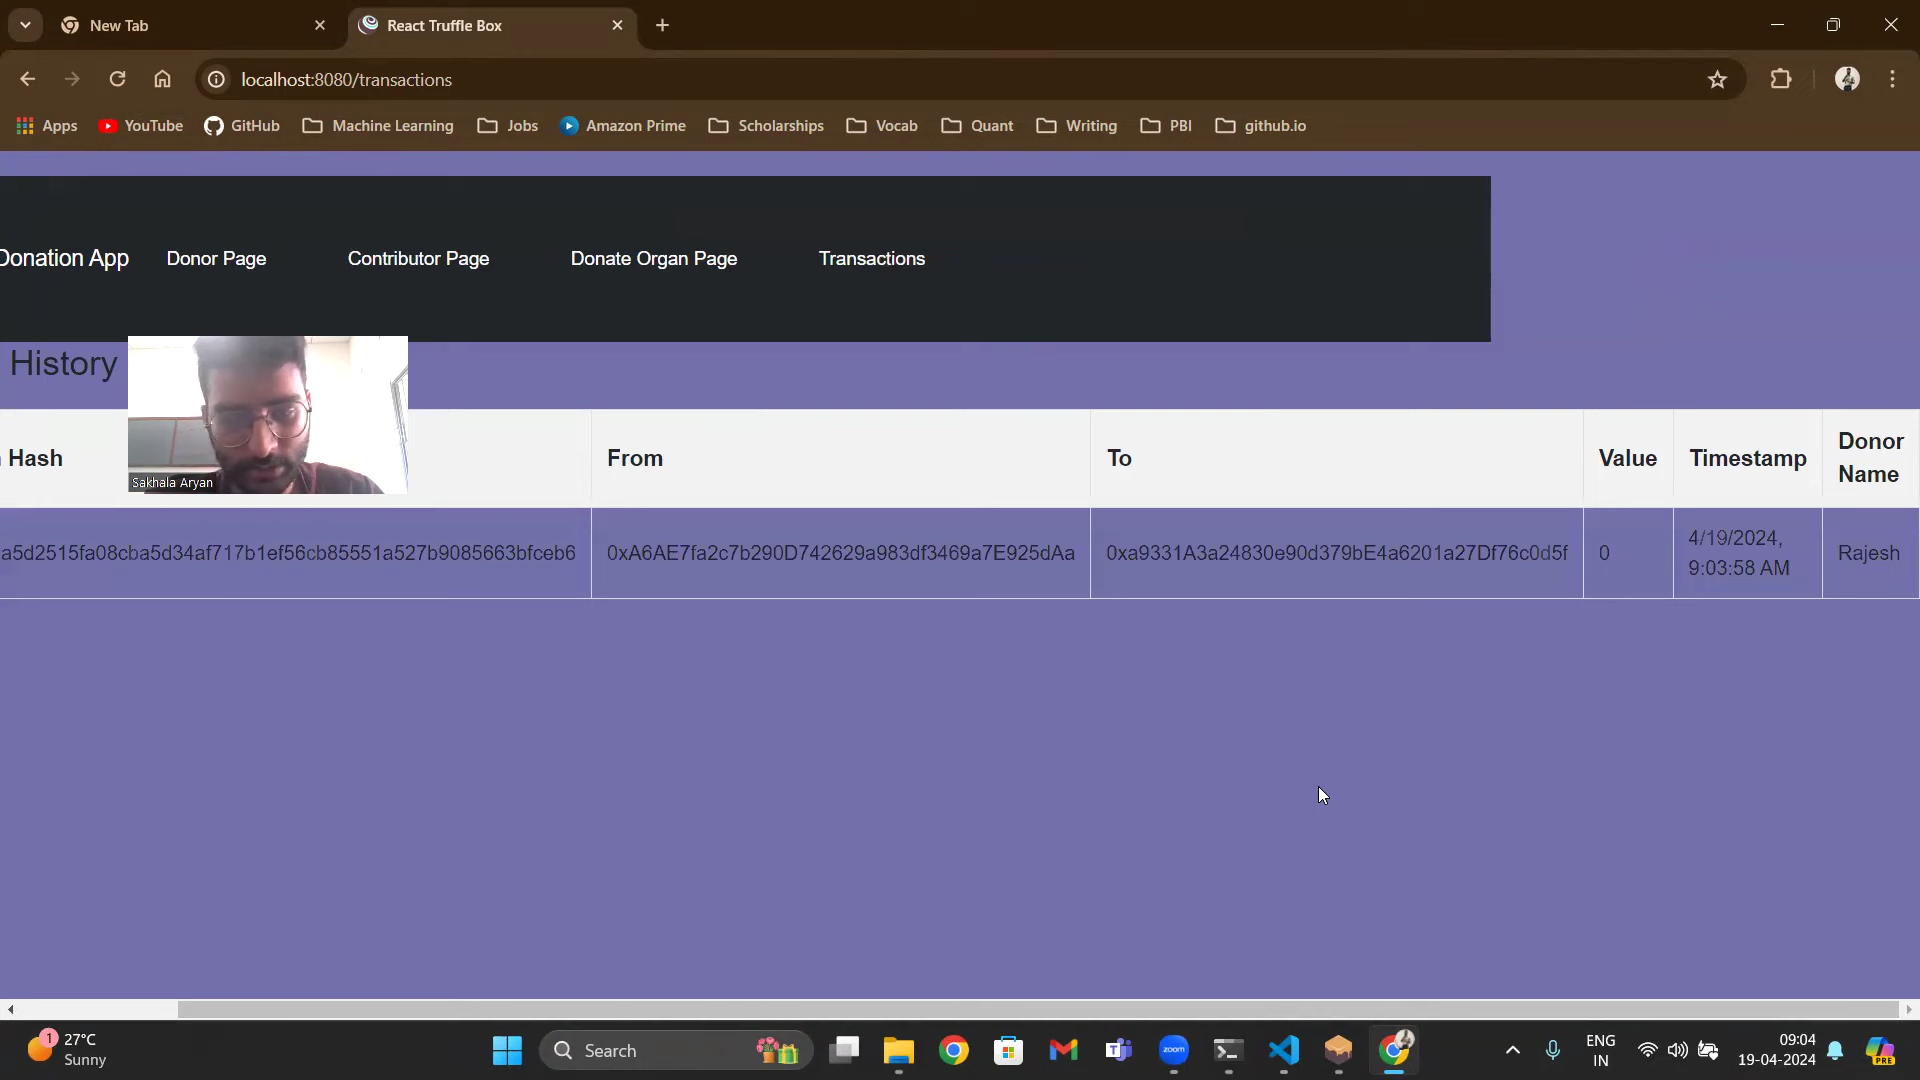 New Tab
React Truffle Box
localhost:8080/transactions
Apps
YouTube
GitHub
Machine Learning
Jobs
Amazon Prime
Scholarships
Vocab
Quant
Writing
PBI
github.io
Donation App
Donor Page
Contributor Page
Donate Organ Page
Transactions
History
Sakhala Aryan
Hash
From
To
Value
Timestamp
Donor
Name
a5d2515fa08cba5d34af717b1ef56cb85551a527b9085663bfceb6
0xA6AE7fa2c7b290D742629a983df3469a7E925dAa
0xa9331A3a24830e90d379bE4a6201a27Df76c0d5f
0
4/19/2024,
9:03:58 AM
Rajesh
1
27°C
Sunny
Search
zoom
ENG
IN
09:04
19-04-2024
PRE